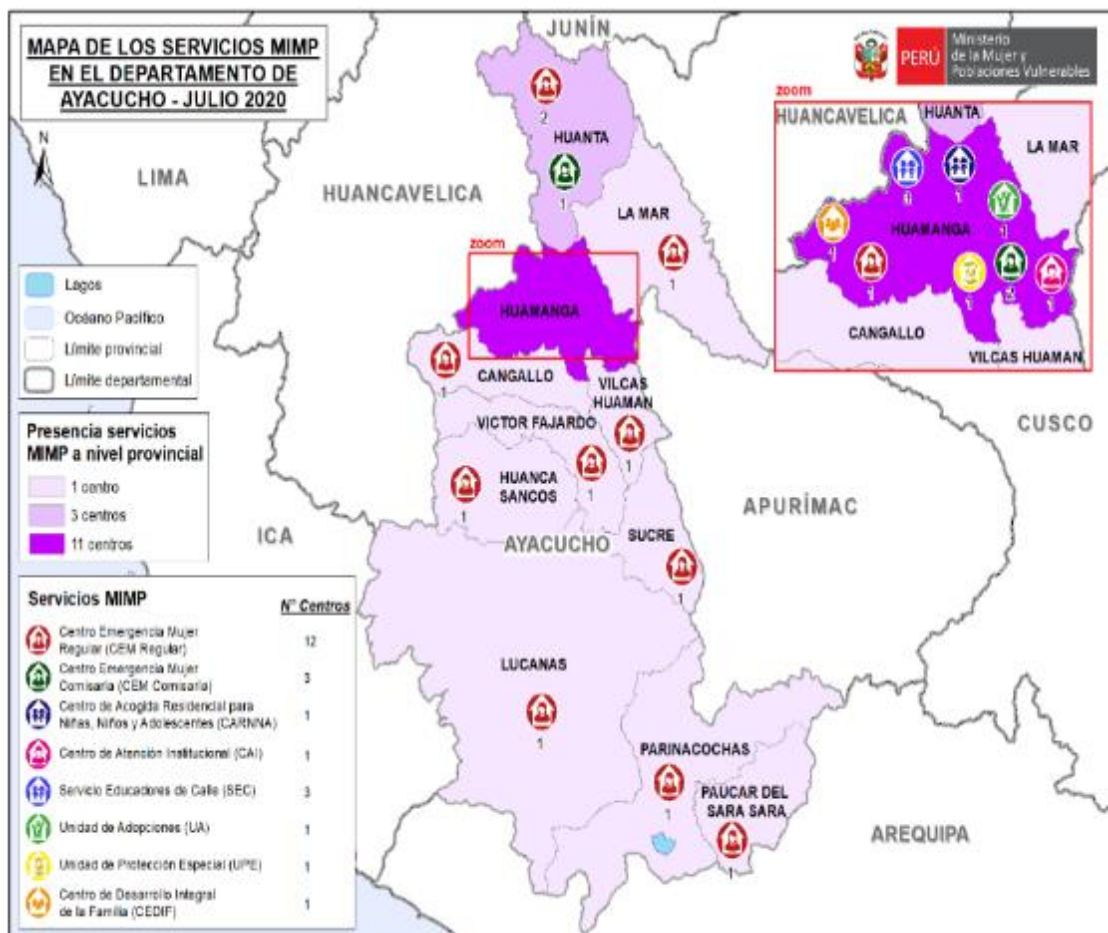 MAPA DE LOS SERVICIOS MIMP
EN EL DEPARTAMENTO DE
AYACUCHO - JULIO 2020
PERÚ
Ministerio
de la Mujer y
Poblaciones Vulnerables
N
JUNÍN
LIMA
HUANCAVELICA
2
HUANTA
1
LA MAR
1
zoom
HUAMANGA
1
CANGALLO
VILCAS
HUAMAN
1
VICTOR FAJARDO
1
HUANCA
SANCOS
1
ICA
AYACUCHO
SUCRE
1
APURÍMAC
CUSCO
LUCANAS
1
PARINACOCHAS
1
PAUCAR DEL
SARA SARA
1
AREQUIPA
zoom
HUANCAVELICA
HUANTA
LA MAR
1
1
HUAMANGA
1
1
1
2
1
CANGALLO
VILCAS HUAMAN
Lagos
Océano Pacífico
Límite provincial
Límite departamental
Presencia servicios
MIMP a nivel provincial
1 centro
3 centros
11 centros
Servicios MIMP
N° Centros
Centro Emergencia Mujer
Regular (CEM Regular)
12
Centro Emergencia Mujer
Comisaría (CEM Comisaría)
3
Centro de Acogida Residencial para
Niñas, Niños y Adolescentes (CARNNA)
1
Centro de Atención Institucional (CAI)
1
Servicio Educadores de Calle (SEC)
3
Unidad de Adopciones (UA)
1
Unidad de Protección Especial (UPE)
1
Centro de Desarrollo Integral
de la Familia (CEDIF)
1